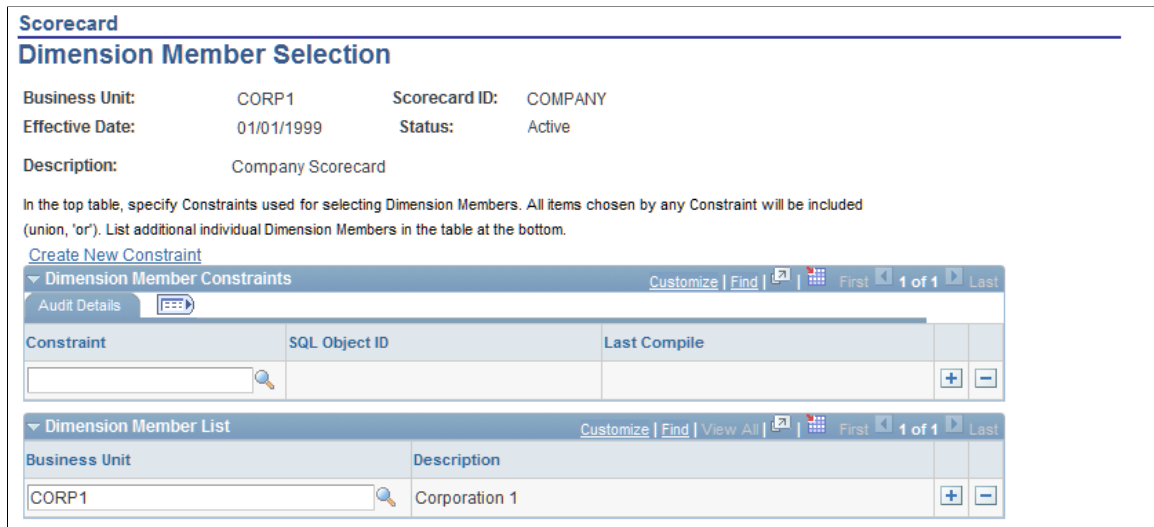 Scorecard
Dimension Member Selection
Business Unit: CORP1 Scorecard ID: COMPANY
Effective Date: 01/01/1999 Status: Active
Description: Company Scorecard
In the top table, specify Constraints used for selecting Dimension Members. All items chosen by any Constraint will be included
(union, 'or'). List additional individual Dimension Members in the table at the bottom.
Create New Constraint
Dimension Member Constraints Customize | Find | | First 1 of 1 Last
Audit Details
Constraint SQL Object ID Last Compile
Dimension Member List Customize | Find | View All | | First 1 of 1 Last
Business Unit Description
CORP1 Corporation 1